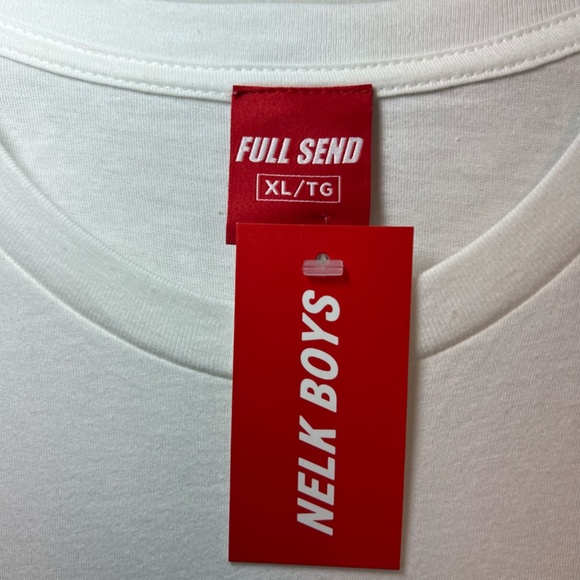 FULL SEND
XL/TG
NELK BOYS